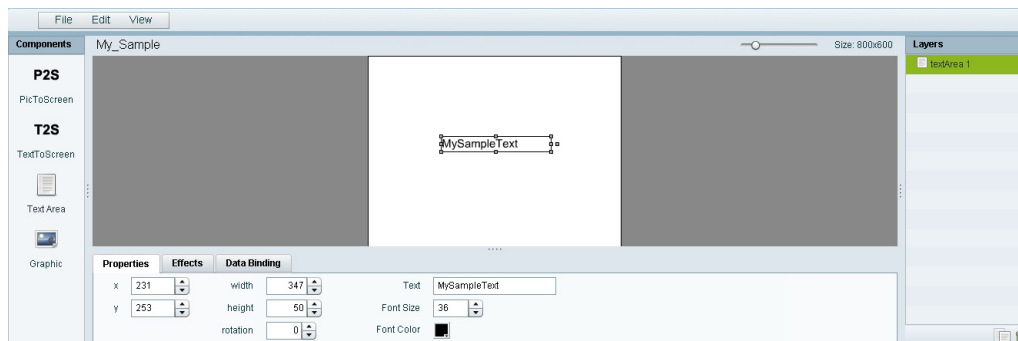 File Edit View
Components
My_Sample
Size: 800x600
Layers
P2S
PicToScreen
T2S
TextToScreen
Text Area
Graphic
MySampleText
textArea 1
Properties Effects Data Binding
x 231 width 347 Text MySampleText
y 253 height 50 Font Size 36
rotation 0 Font Color